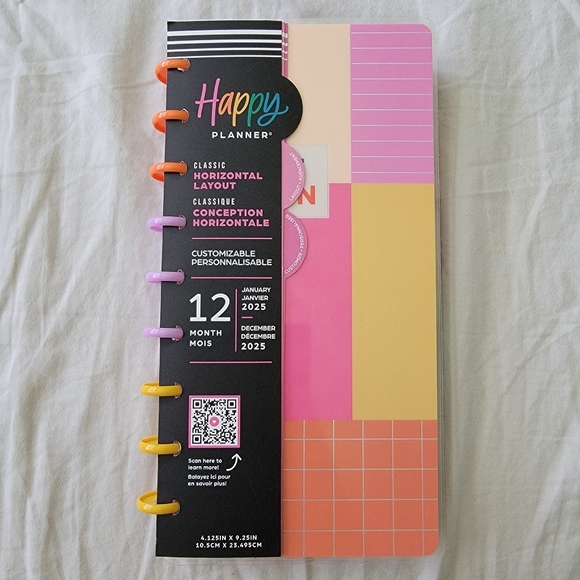 Happy
PLANNER®
CLASSIC
HORIZONTAL
LAYOUT
CLASSIQUE
CONCEPTION
HORIZONTALE
CUSTOMIZABLE
PERSONNALISABLE
12
MONTH
MOIS
JANUARY
JANVIER
2025
—
DECEMBER
DÉCEMBRE
2025
Scan here to
learn more!
Balayez ici pour
en savoir plus!
4.125IN X 9.25IN
10.5CM X 23.495CM
N